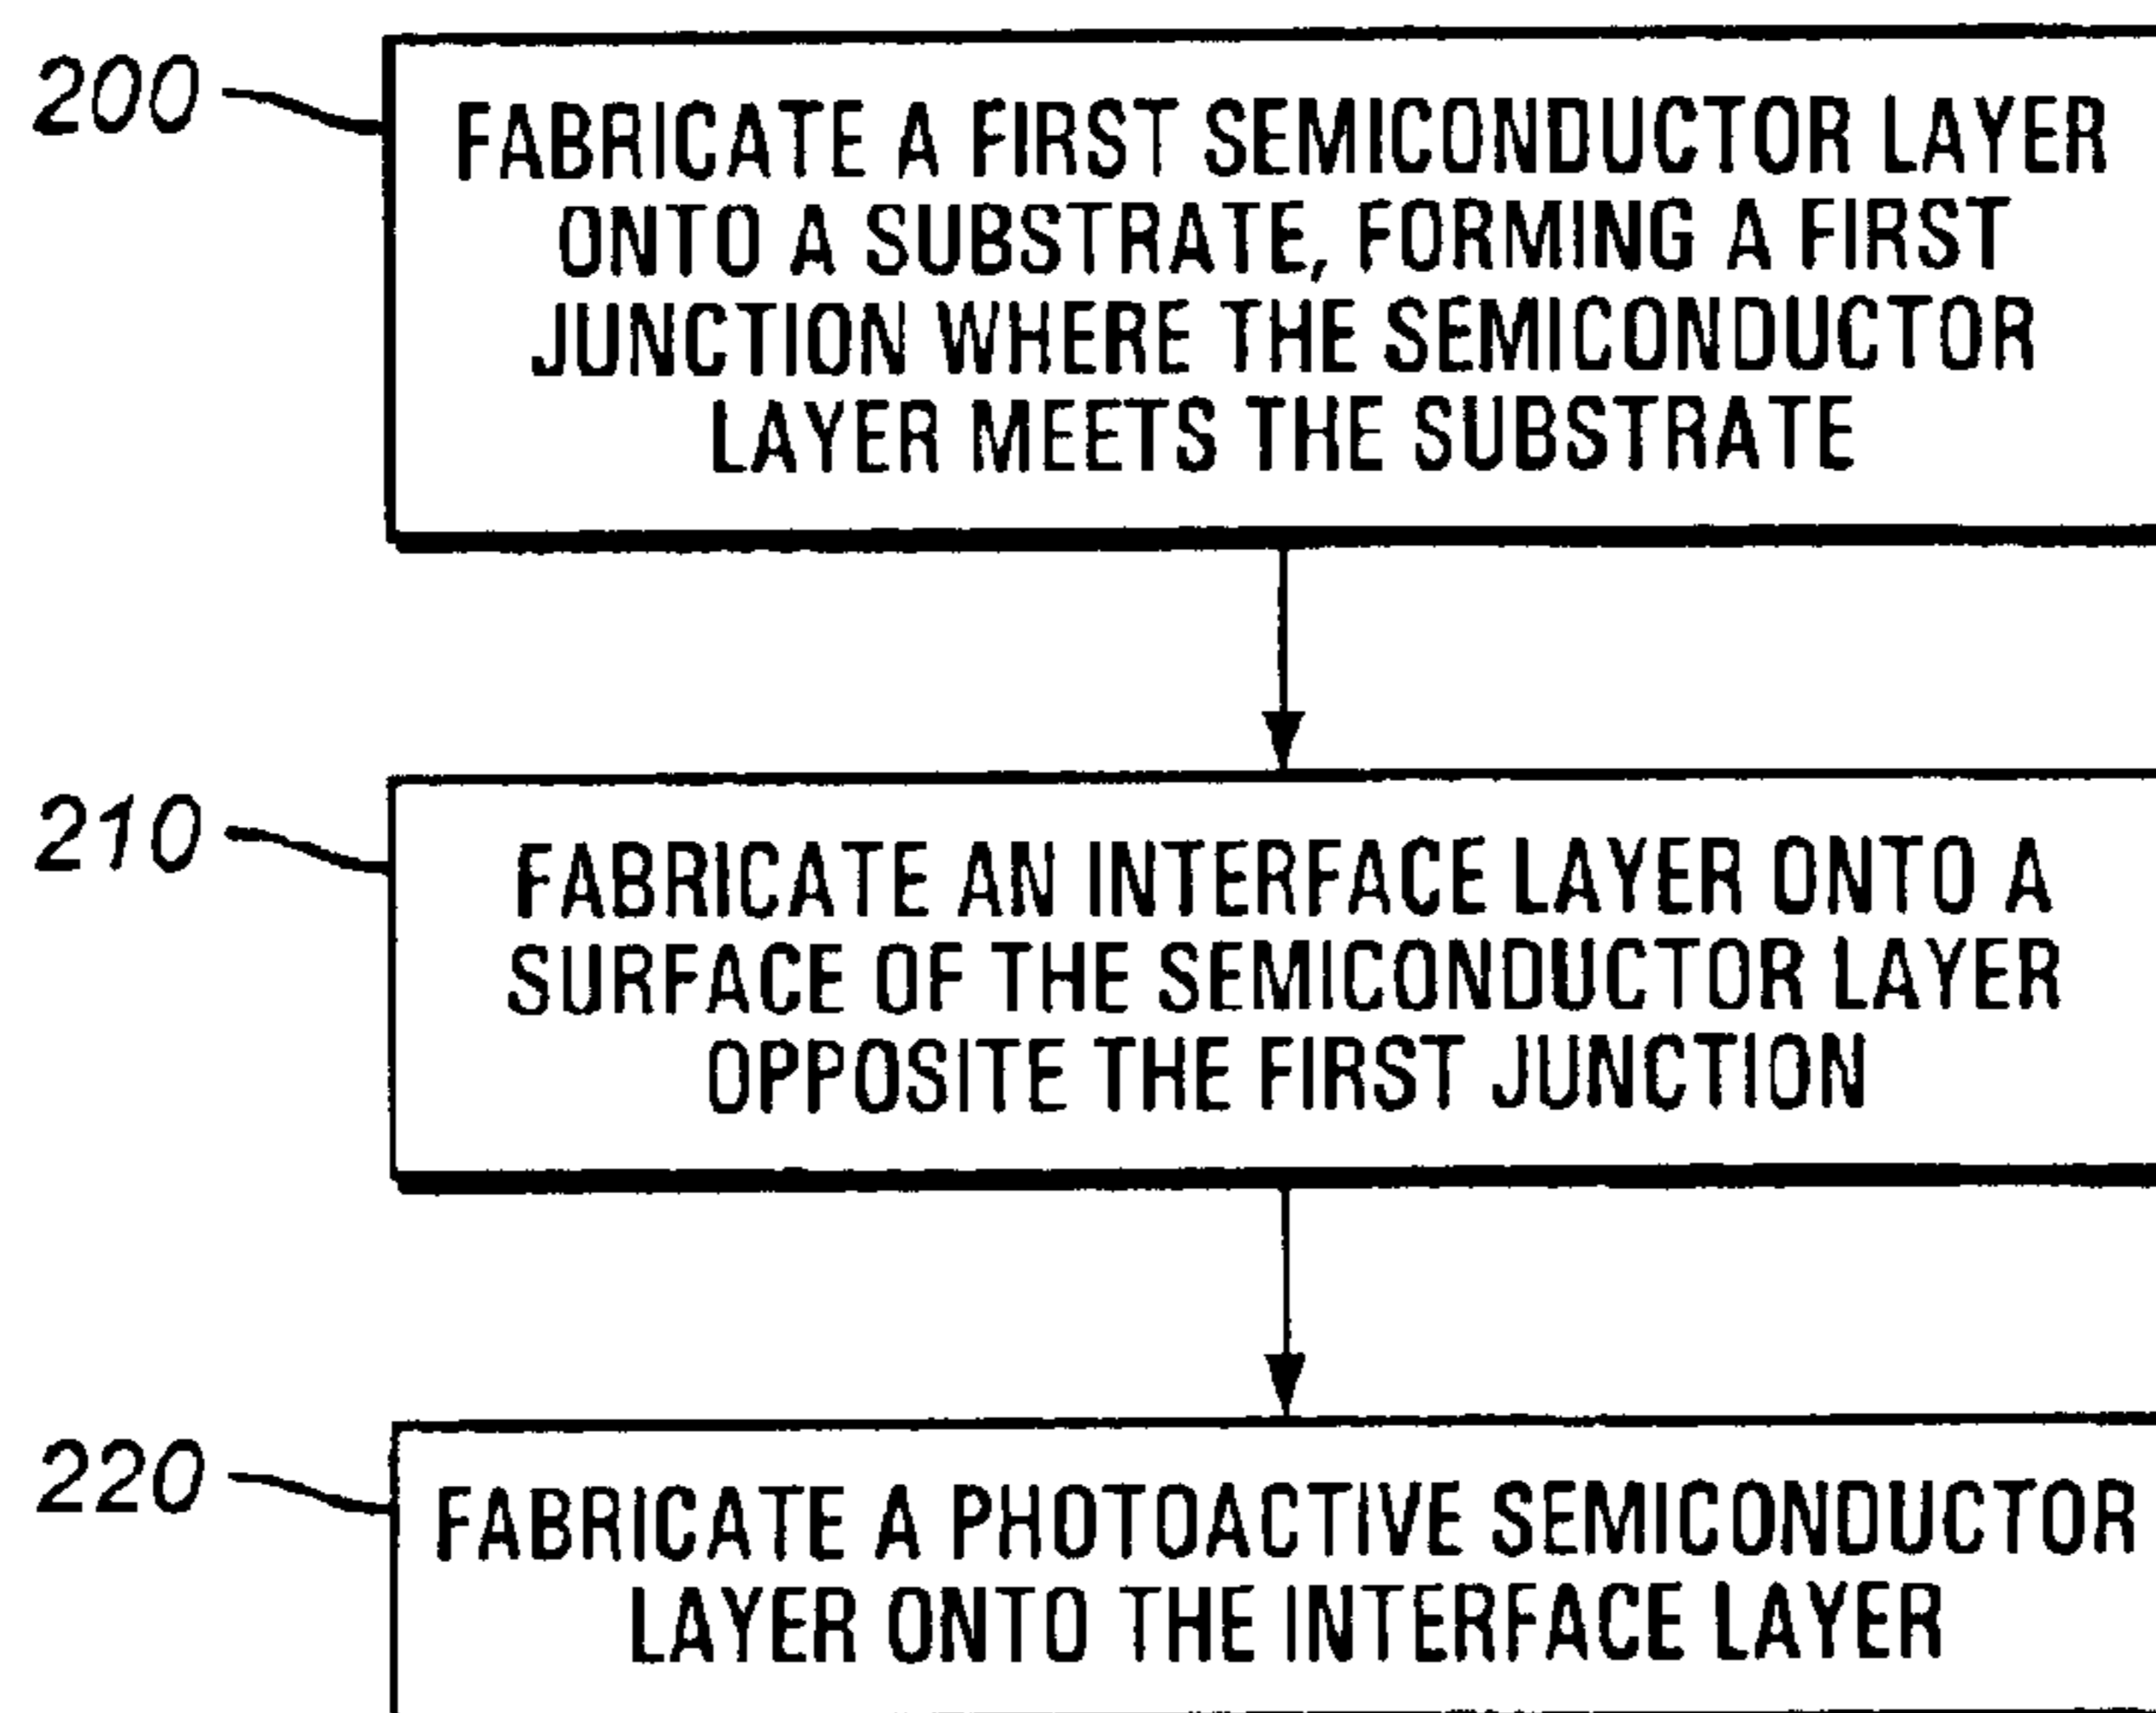 200
FABRICATE A FIRST SEMICONDUCTOR LAYER
ONTO A SUBSTRATE, FORMING A FIRST
JUNCTION WHERE THE SEMICONDUCTOR
LAYER MEETS THE SUBSTRATE
210
FABRICATE AN INTERFACE LAYER ONTO A
SURFACE OF THE SEMICONDUCTOR LAYER
OPPOSITE THE FIRST JUNCTION
220
FABRICATE A PHOTOACTIVE SEMICONDUCTOR
LAYER ONTO THE INTERFACE LAYER